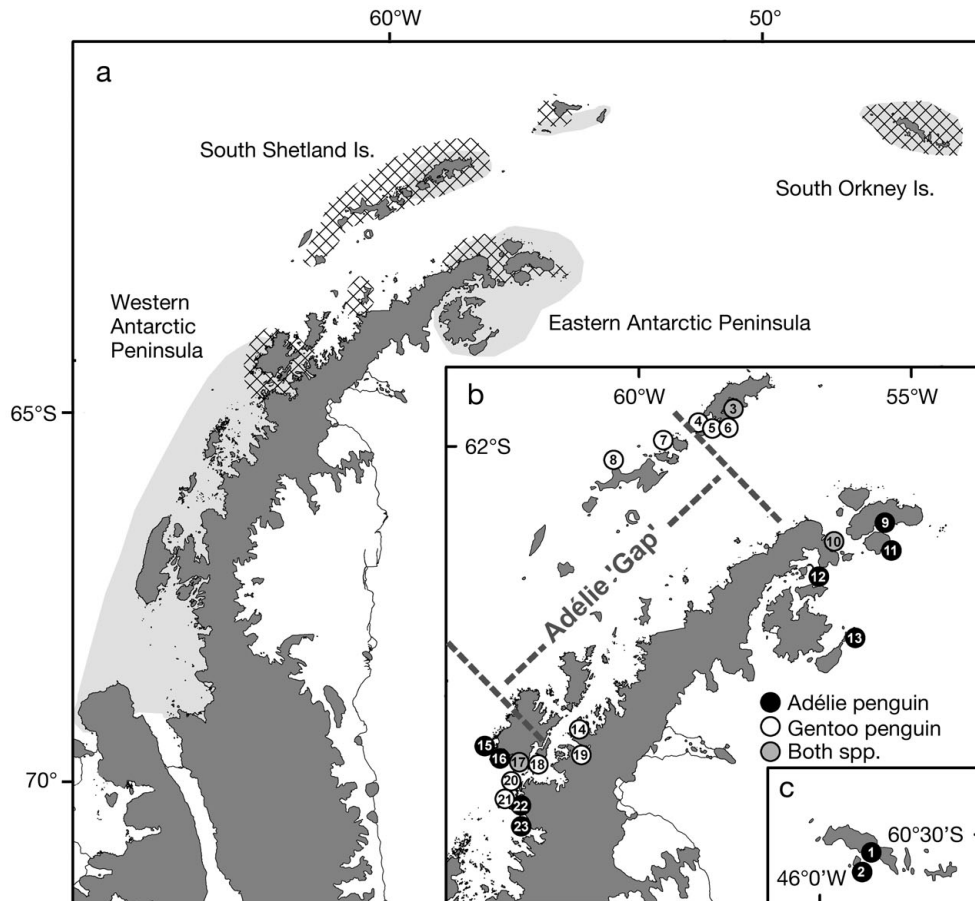 60°W
50°
a
South Shetland Is.
South Orkney Is.
Western
Antarctic
Peninsula
Eastern Antarctic Peninsula
65°S
70°
b
60°W
55°W
62°S
3
4
5
6
7
8
9
10
11
12
13
Adélie 'Gap'
Adélie penguin
Gentoo penguin
Both spp.
14
15
16
17
18
19
20
21
22
23
c
60°30'S
1
2
46°0'W